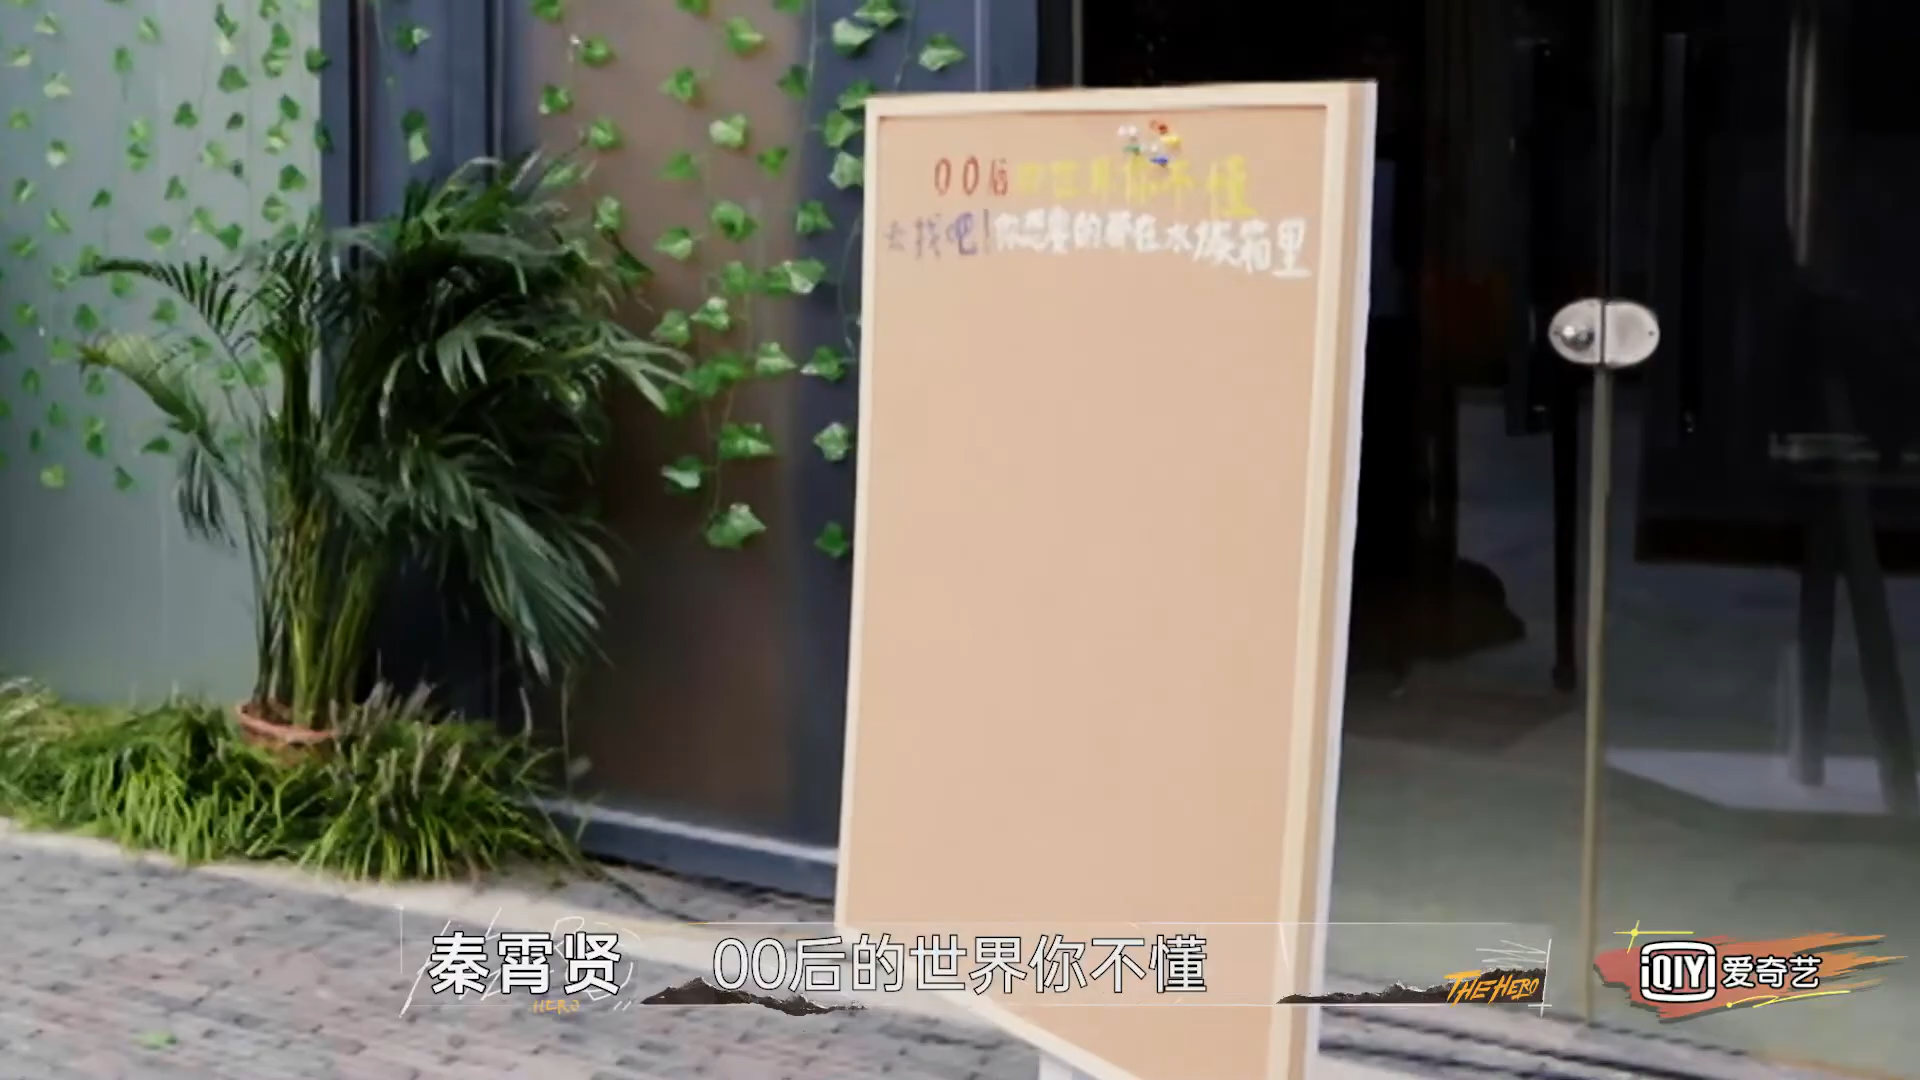 00后的世界你不懂
去找吧!你想要的都在水族箱里
秦霄贤 00后的世界你不懂
HERO
THE HERO
iQIYI 爱奇艺